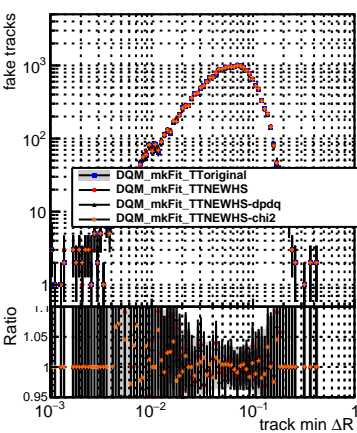 fake tracks
10³
10²
10
1
DQM_mkFit_TToriginal
DQM_mkFit_TTNEWHS
DQM_mkFit_TTNEWHS-dpdq
DQM_mkFit_TTNEWHS-chi2
Ratio
1.1
1.05
1
0.95
10⁻³ 10⁻² 10⁻¹ 1
track min ΔR